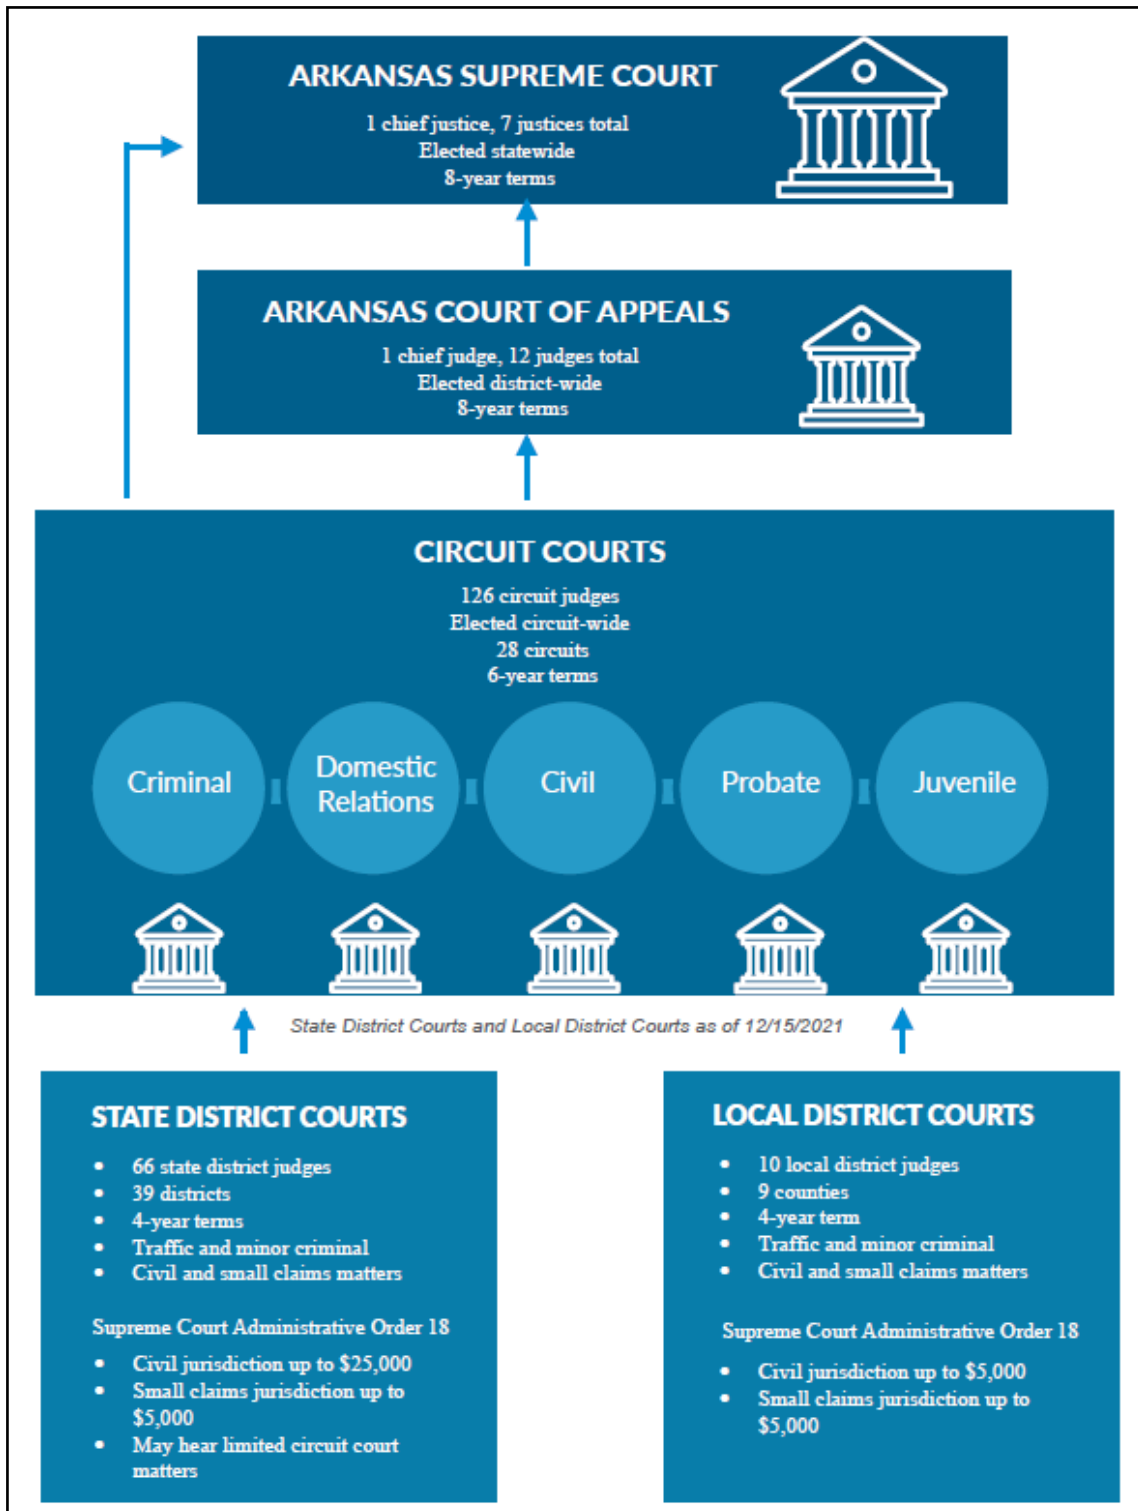 ARKANSAS SUPREME COURT
1 chief justice, 7 justices total
Elected statewide
8-year terms
ARKANSAS COURT OF APPEALS
1 chief judge, 12 judges total
Elected district-wide
8-year terms
CIRCUIT COURTS
126 circuit judges
Elected circuit-wide
28 circuits
6-year terms
Criminal
Domestic
Relations
Civil
Probate
Juvenile
State District Courts and Local District Courts as of 12/15/2021
STATE DISTRICT COURTS
• 66 state district judges
• 39 districts
• 4-year terms
• Traffic and minor criminal
• Civil and small claims matters
Supreme Court Administrative Order 18
• Civil jurisdiction up to $25,000
• Small claims jurisdiction up to
$5,000
• May hear limited circuit court
matters
LOCAL DISTRICT COURTS
• 10 local district judges
• 9 counties
• 4-year term
• Traffic and minor criminal
• Civil and small claims matters
Supreme Court Administrative Order 18
• Civil jurisdiction up to $5,000
• Small claims jurisdiction up to
$5,000